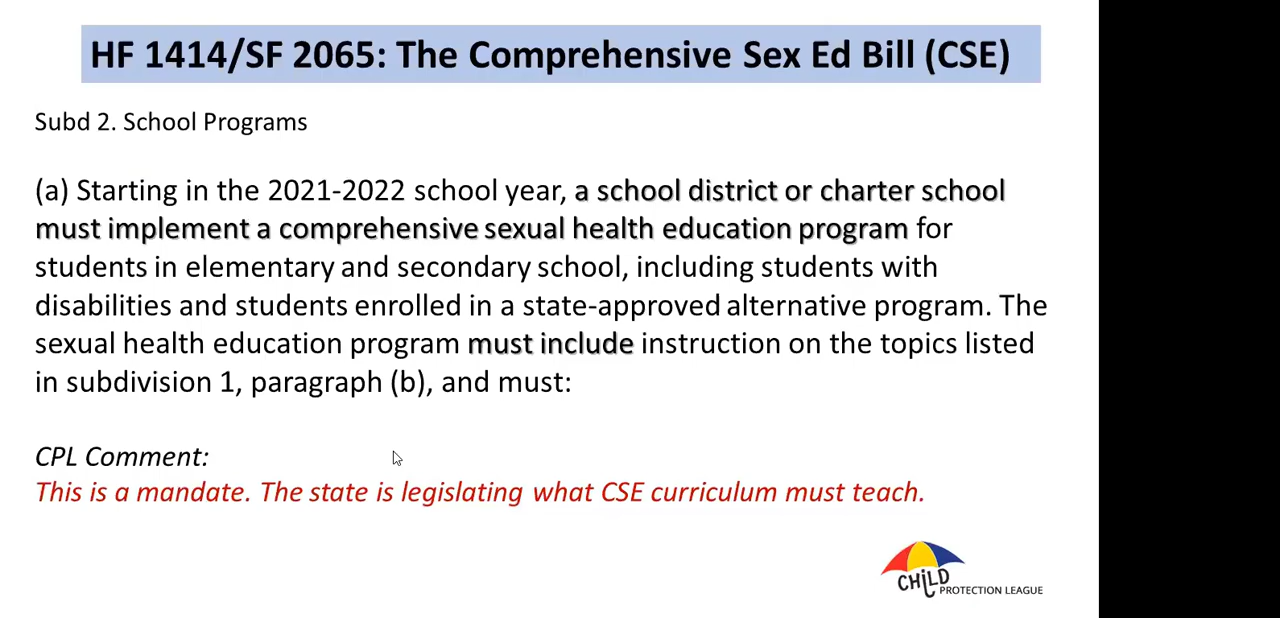 HF 1414/SF 2065: The Comprehensive Sex Ed Bill (CSE)
Subd 2. School Programs
(a) Starting in the 2021-2022 school year, a school district or charter school
must implement a comprehensive sexual health education program for
students in elementary and secondary school, including students with
disabilities and students enrolled in a state-approved alternative program. The
sexual health education program must include instruction on the topics listed
in subdivision 1, paragraph (b), and must:
CPL Comment:
This is a mandate. The state is legislating what CSE curriculum must teach.
CHILD
PROTECTION LEAGUE